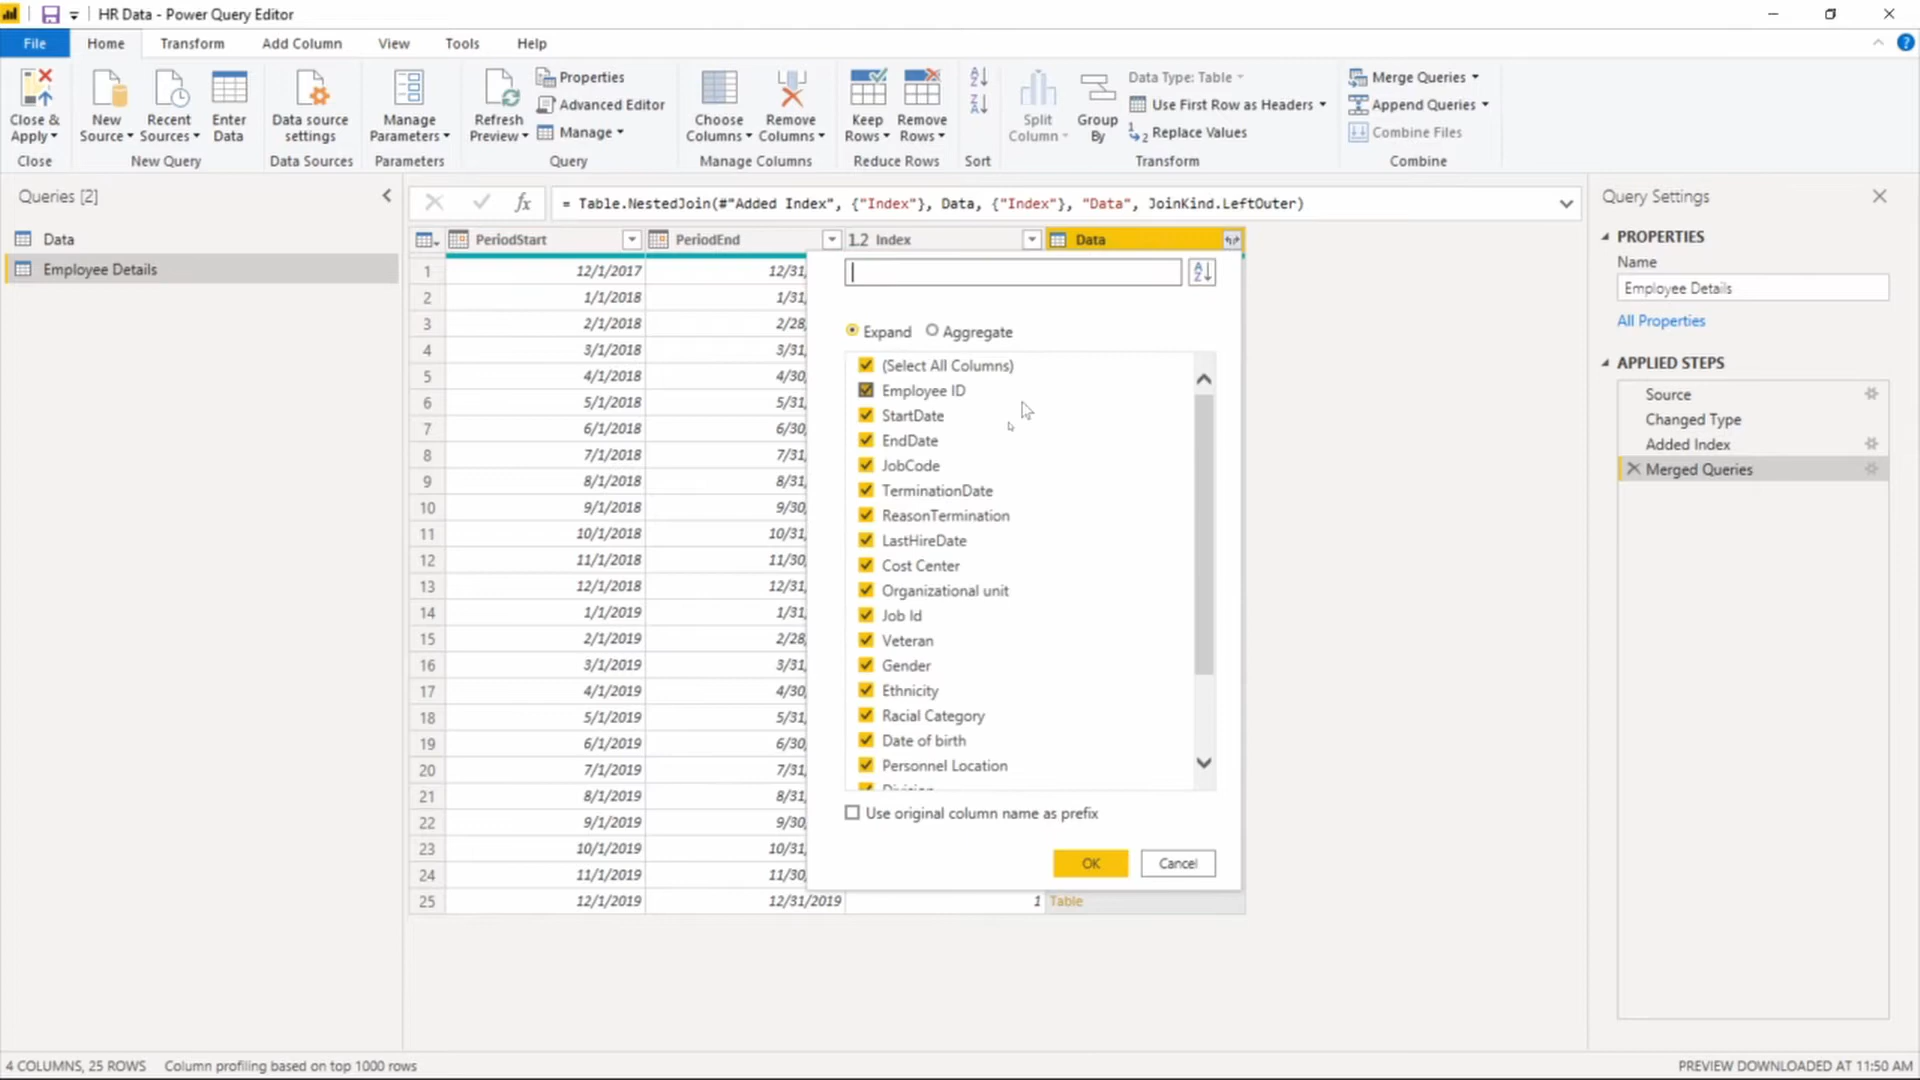 HR Data - Power Query Editor
File Home Transform Add Column View Tools Help
Close & Apply
New Source
Recent Sources
Enter Data
Data source settings
Manage Parameters
Refresh Preview
Properties
Advanced Editor
Manage
Choose Columns
Remove Columns
Keep Rows
Remove Rows
Split Column
Group By
Data Type: Table
Use First Row as Headers
Replace Values
Merge Queries
Append Queries
Combine Files
Close New Query Data Sources Parameters Query Manage Columns Reduce Rows Sort Transform Combine
Queries [2]
Data
Employee Details
fx = Table.NestedJoin(#"Added Index", {"Index"}, Data, {"Index"}, "Data", JoinKind.LeftOuter)
PeriodStart PeriodEnd 1.2 Index Data
1 12/1/2017 12/31,
2 1/1/2018 1/31,
3 2/1/2018 2/28,
4 3/1/2018 3/31,
5 4/1/2018 4/30,
6 5/1/2018 5/31,
7 6/1/2018 6/30,
8 7/1/2018 7/31,
9 8/1/2018 8/31,
10 9/1/2018 9/30,
11 10/1/2018 10/31,
12 11/1/2018 11/30,
13 12/1/2018 12/31,
14 1/1/2019 1/31,
15 2/1/2019 2/28,
16 3/1/2019 3/31,
17 4/1/2019 4/30,
18 5/1/2019 5/31,
19 6/1/2019 6/30,
20 7/1/2019 7/31,
21 8/1/2019 8/31,
22 9/1/2019 9/30,
23 10/1/2019 10/31,
24 11/1/2019 11/30,
25 12/1/2019 12/31/2019 1 Table
Expand Aggregate
(Select All Columns)
Employee ID
StartDate
EndDate
JobCode
TerminationDate
ReasonTermination
LastHireDate
Cost Center
Organizational unit
Job Id
Veteran
Gender
Ethnicity
Racial Category
Date of birth
Personnel Location
Use original column name as prefix
OK Cancel
Query Settings
PROPERTIES
Name
Employee Details
All Properties
APPLIED STEPS
Source
Changed Type
Added Index
Merged Queries
4 COLUMNS, 25 ROWS Column profiling based on top 1000 rows
PREVIEW DOWNLOADED AT 11:50 AM